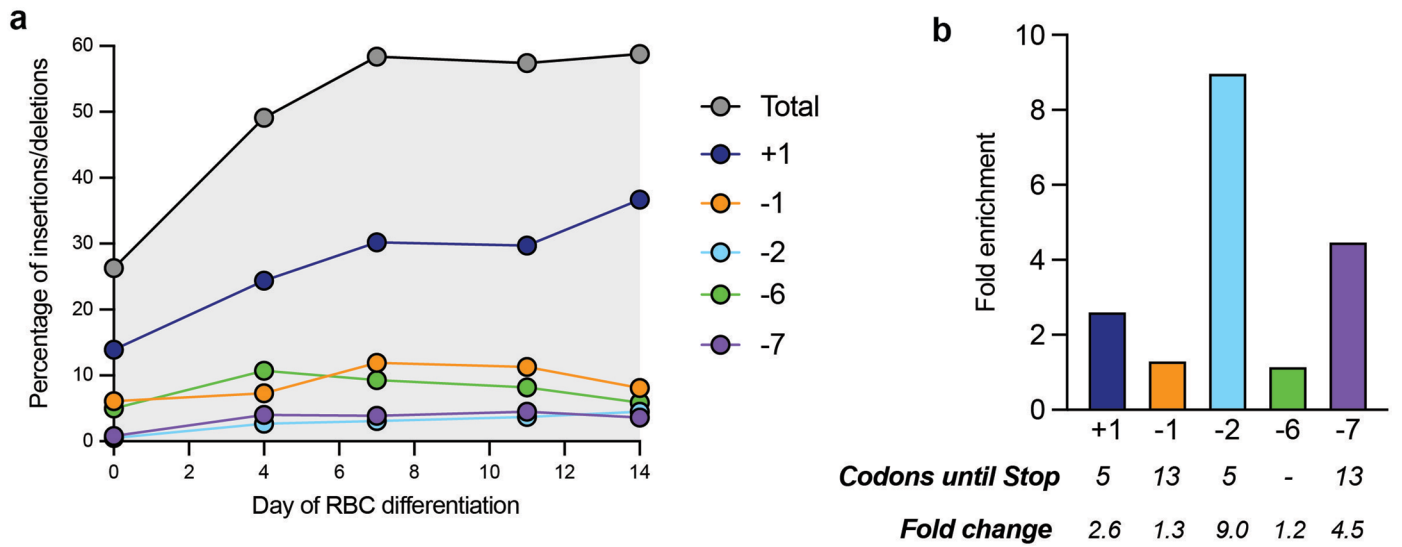 a
Percentage of insertions/deletions
60
50
40
30
20
10
0
0 2 4 6 8 10 12 14
Day of RBC differentiation
Total
+1
-1
-2
-6
-7
b
Fold enrichment
10
8
6
4
2
0
+1 -1 -2 -6 -7
Codons until Stop 5 13 5 - 13
Fold change 2.6 1.3 9.0 1.2 4.5